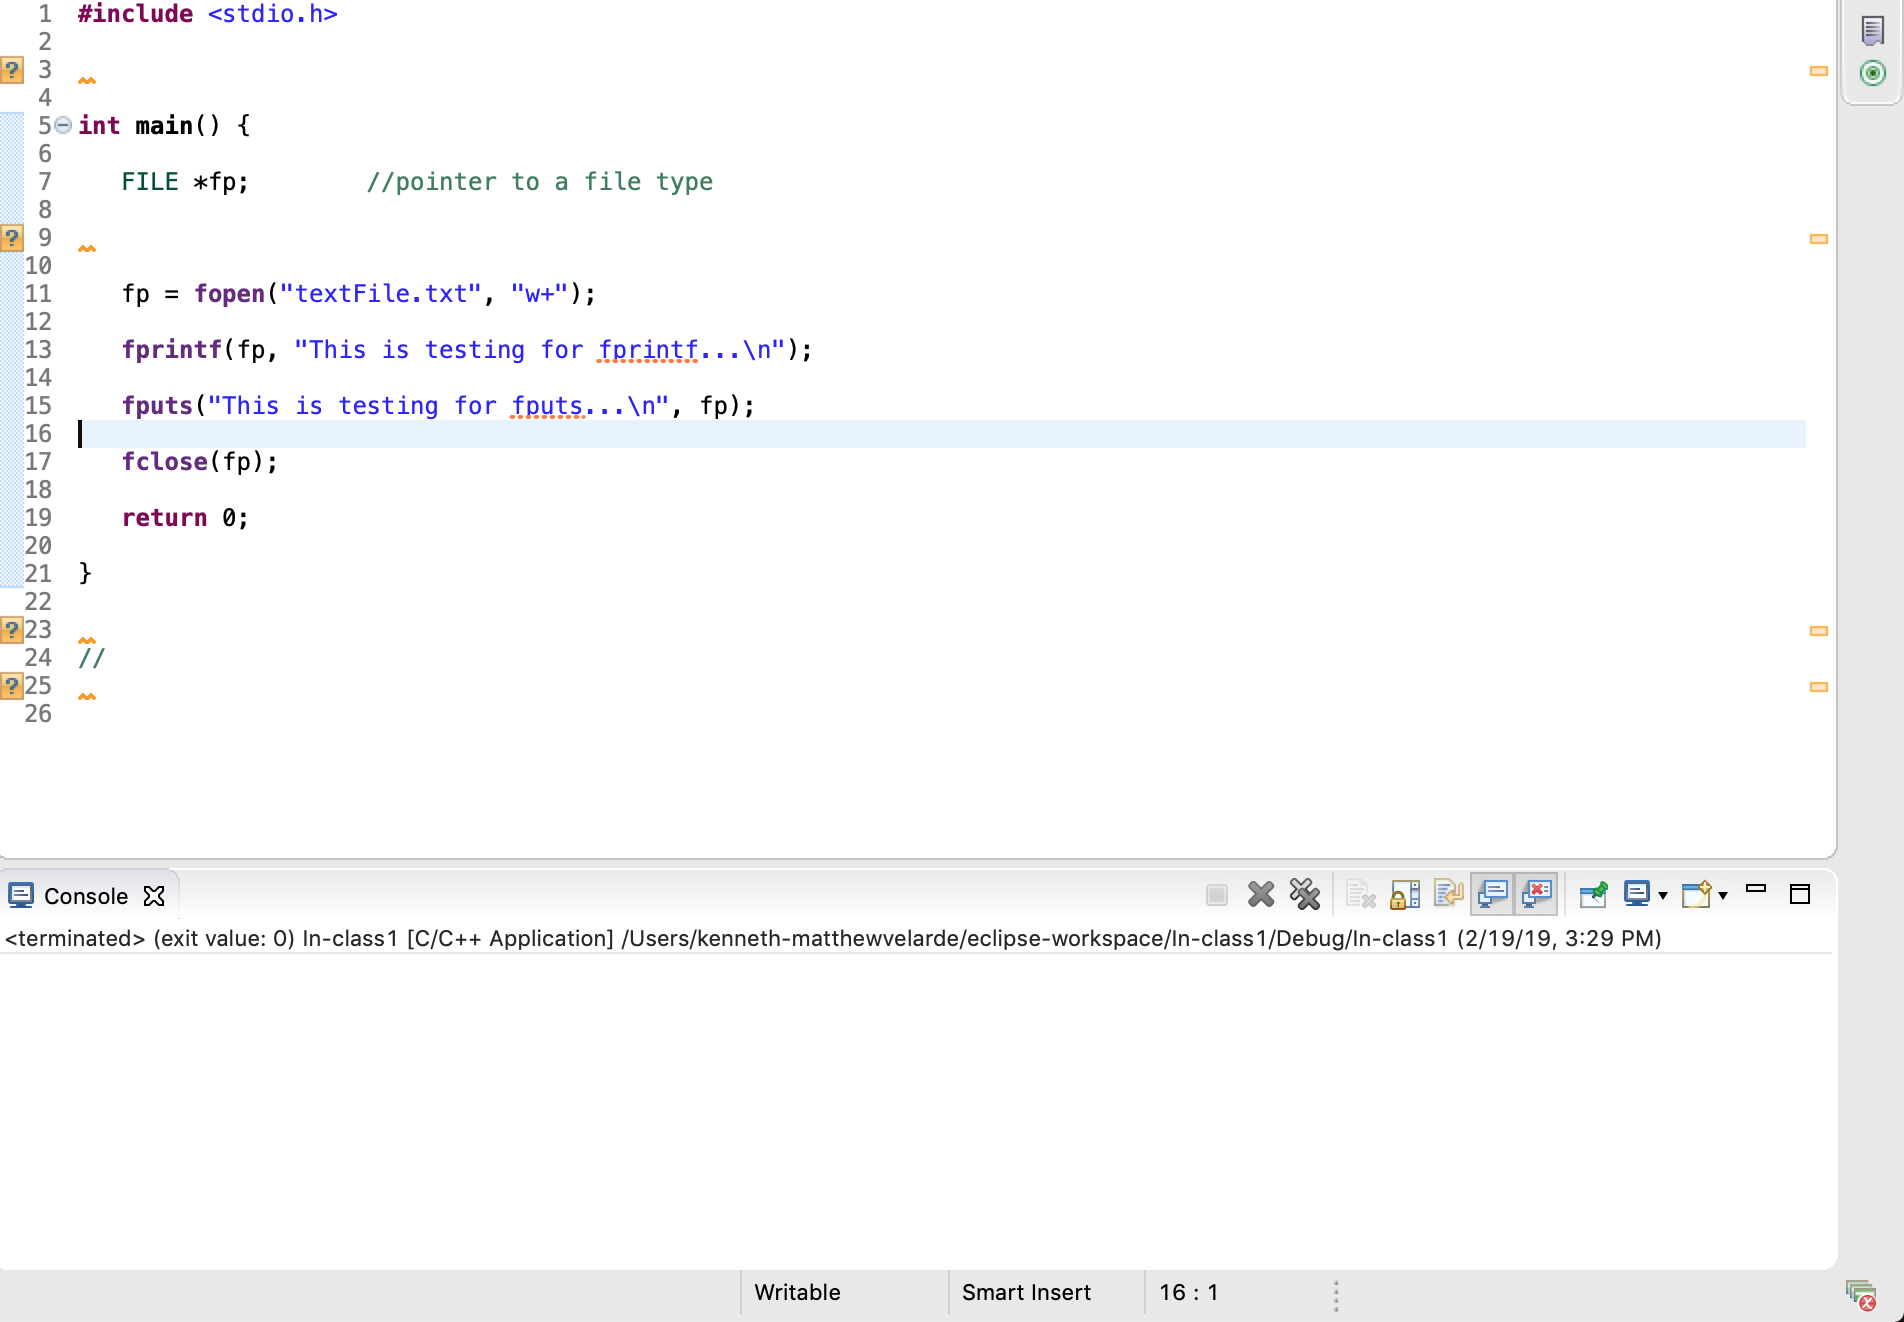 1 #include <stdio.h>
2
3
4
5 int main() {
6
7    FILE *fp;        //pointer to a file type
8
9
10
11    fp = fopen("textFile.txt", "w+");
12
13    fprintf(fp, "This is testing for fprintf...\n");
14
15    fputs("This is testing for fputs...\n", fp);
16
17    fclose(fp);
18
19    return 0;
20
21 }
22
23
24 //
25
26
Console
<terminated> (exit value: 0) In-class1 [C/C++ Application] /Users/kenneth-matthewvelarde/eclipse-workspace/In-class1/Debug/In-class1 (2/19/19, 3:29 PM)
Writable Smart Insert 16 : 1